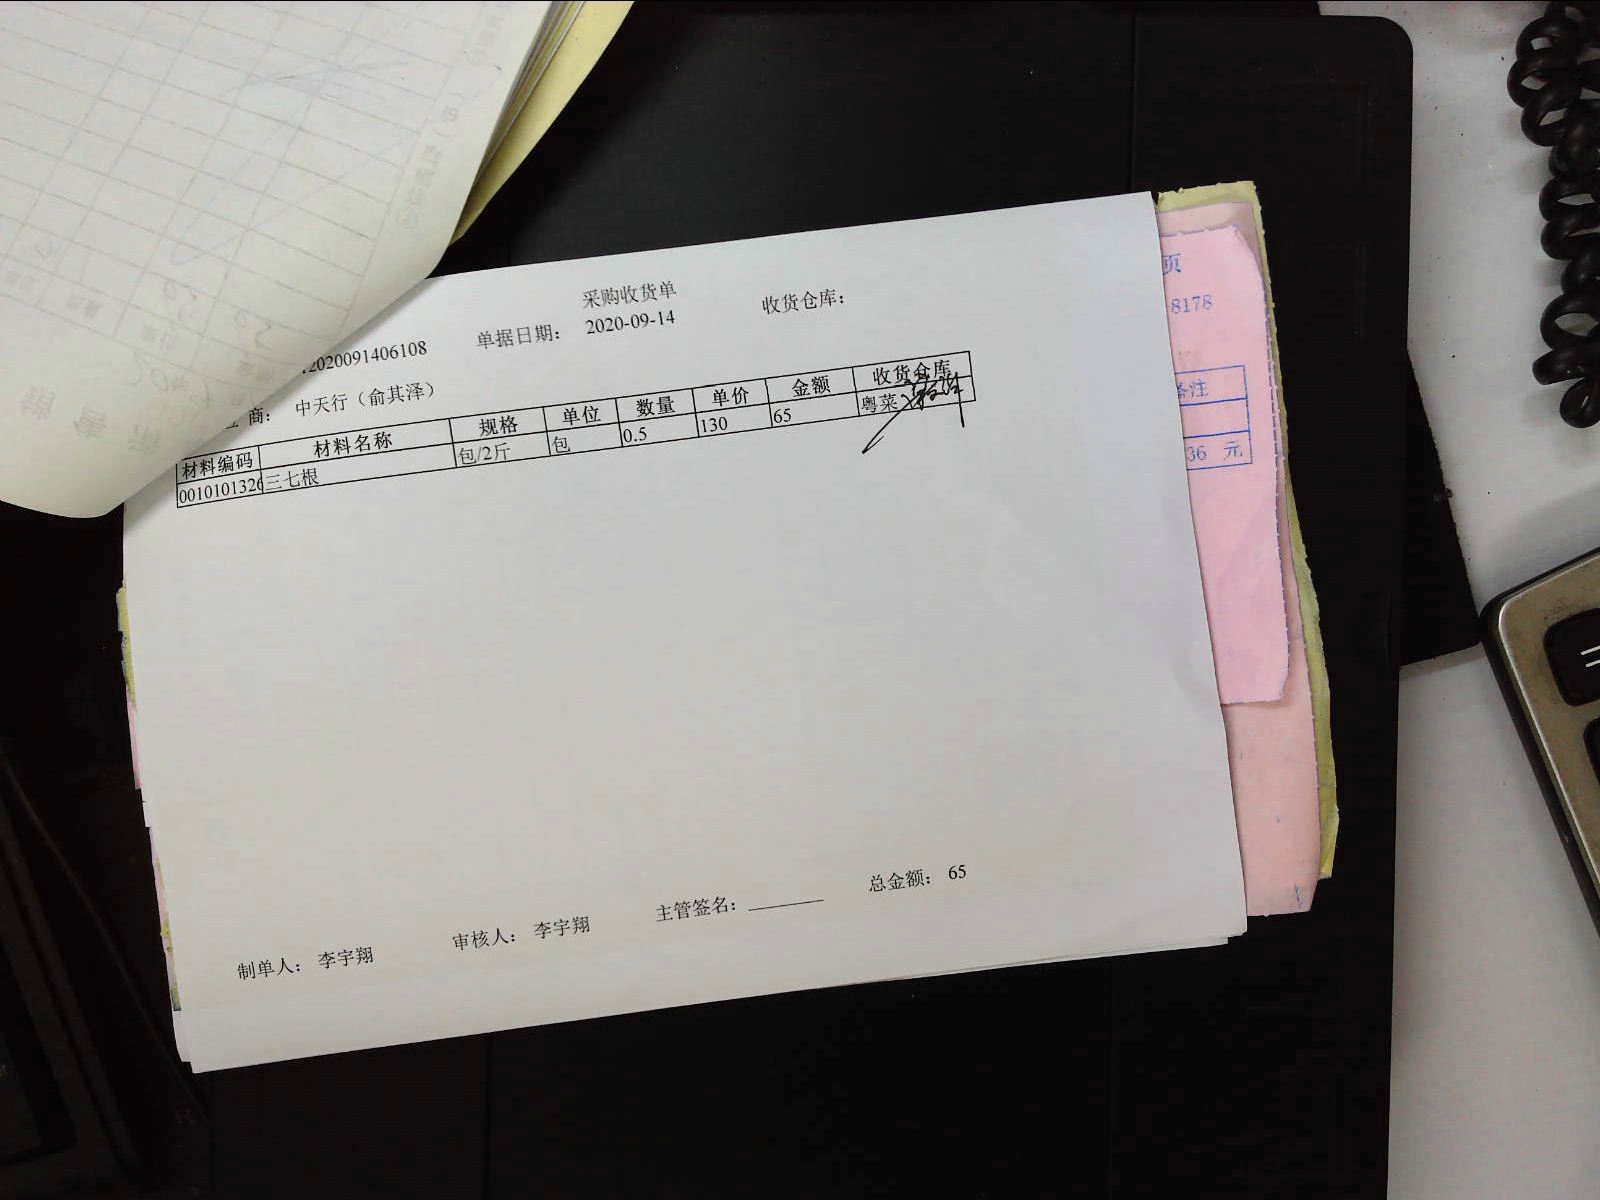 采购收货单
2020091406108 单据日期: 2020-09-14 收货仓库:
商: 中天行（俞其泽）
材料编码 材料名称 规格 单位 数量 单价 金额 收货仓库
0010101326 三七根 包/2斤 包 0.5 130 65 粤菜
总金额: 65
制单人: 李宇翔 审核人: 李宇翔 主管签名:
页
8178
备注
36 元